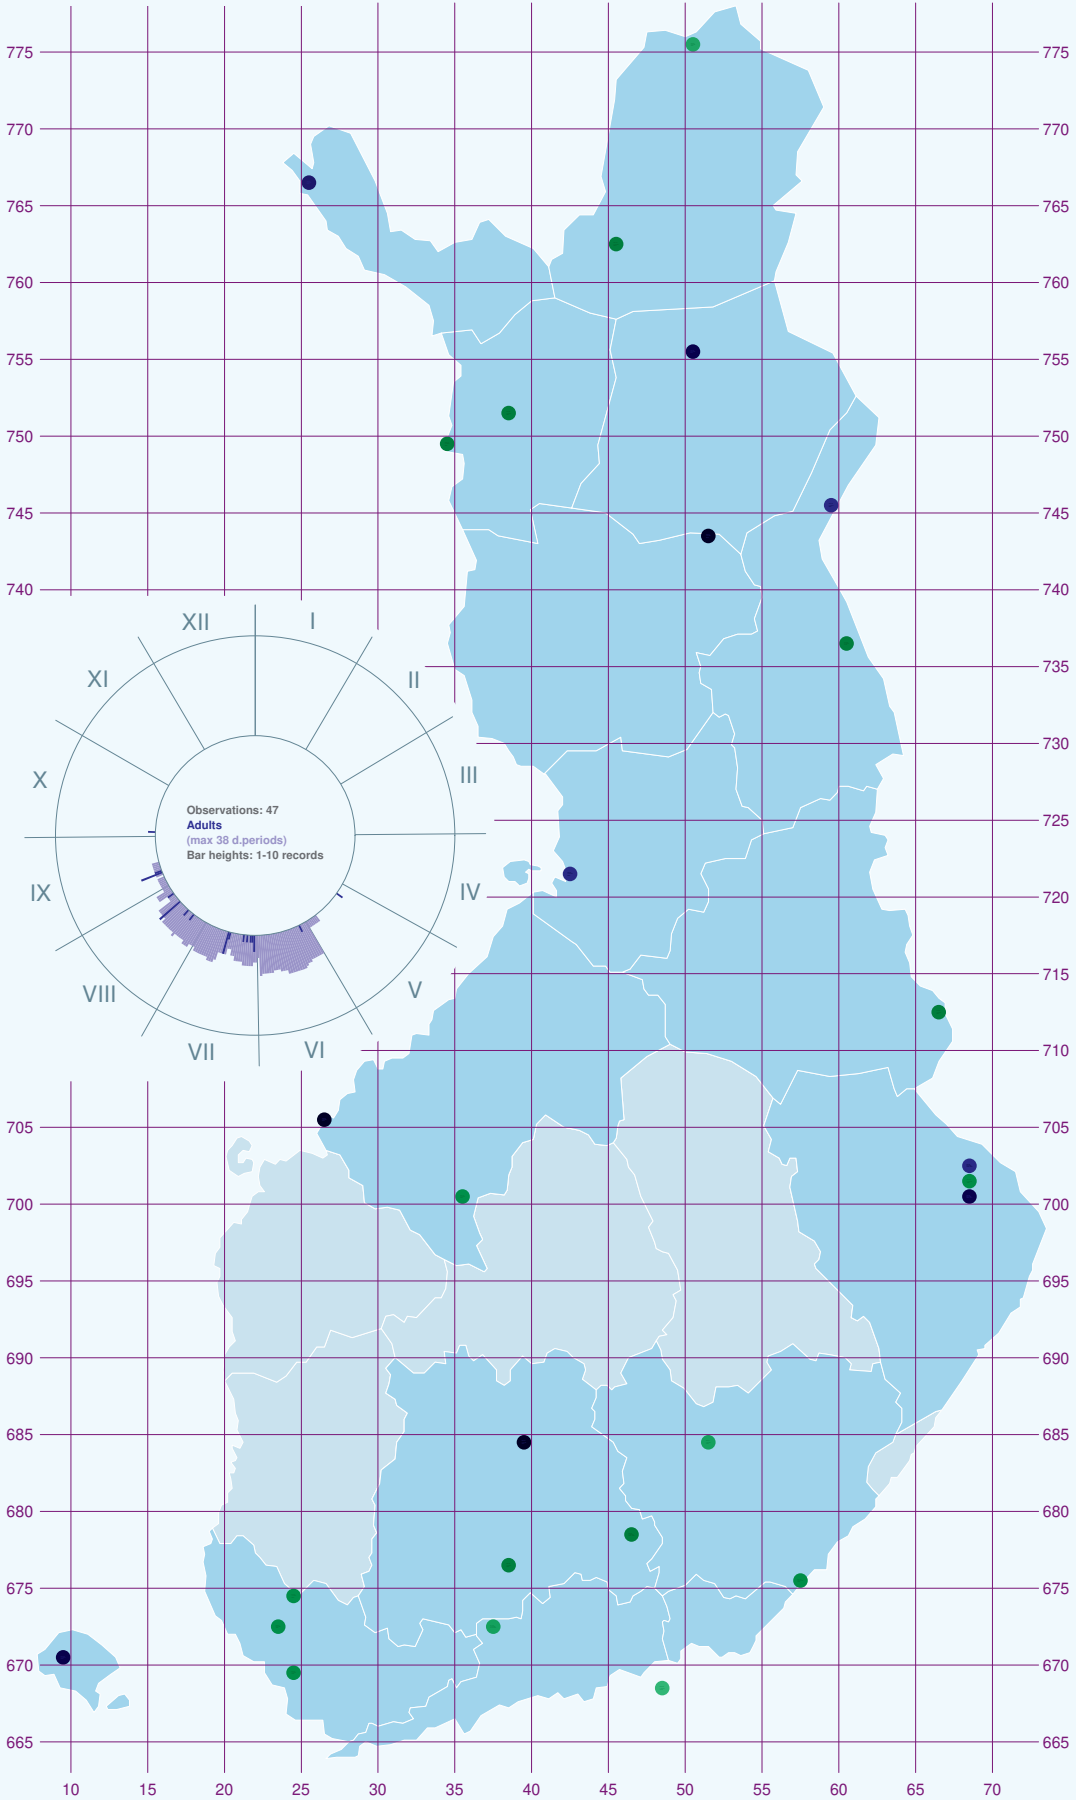 775 775
770 770
765 765
760 760
755 755
750 750
745 745
740 740
XII I
XI II
735
730
X III
Observations: 47
Adults
(max 38 d.periods)
Bar heights: 1-10 records
725
IX IV
720
VIII V
715
VII VI
710
705 705
700 700
695 695
690 690
685 685
680 680
675 675
670 670
665 665
10 15 20 25 30 35 40 45 50 55 60 65 70